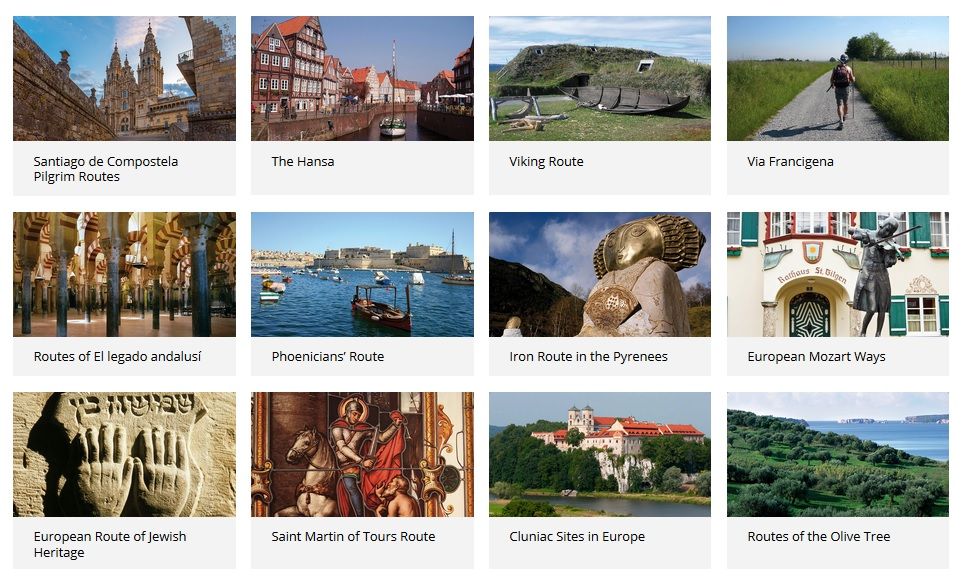 Santiago de Compostela
Pilgrim Routes
The Hansa
Viking Route
Via Francigena
Rathaus St. Gilgen
Routes of El legado andalusí
Phoenicians’ Route
Iron Route in the Pyrenees
European Mozart Ways
European Route of Jewish
Heritage
Saint Martin of Tours Route
Cluniac Sites in Europe
Routes of the Olive Tree